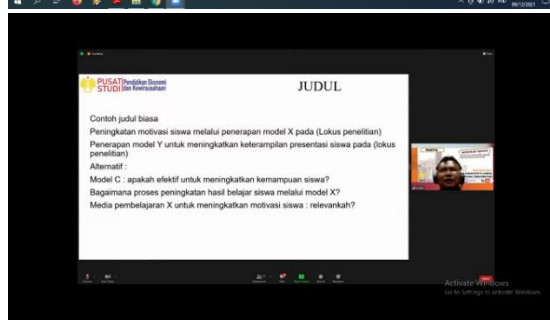 PUSAT Pendidikan Ekonomi
STUDI dan Kewirausahaan
JUDUL
Contoh judul biasa
Peningkatan motivasi siswa melalui penerapan model X pada (Lokus penelitian)
Penerapan model Y untuk meningkatkan keterampilan presentasi siswa pada (lokus
penelitian)
Alternatif :
Model C : apakah efektif untuk meningkatkan kemampuan siswa?
Bagaimana proses peningkatan hasil belajar siswa melalui model X?
Media pembelajaran X untuk meningkatkan motivasi siswa : relevankah?
Activate Windows
Go to Settings to activate Windows.